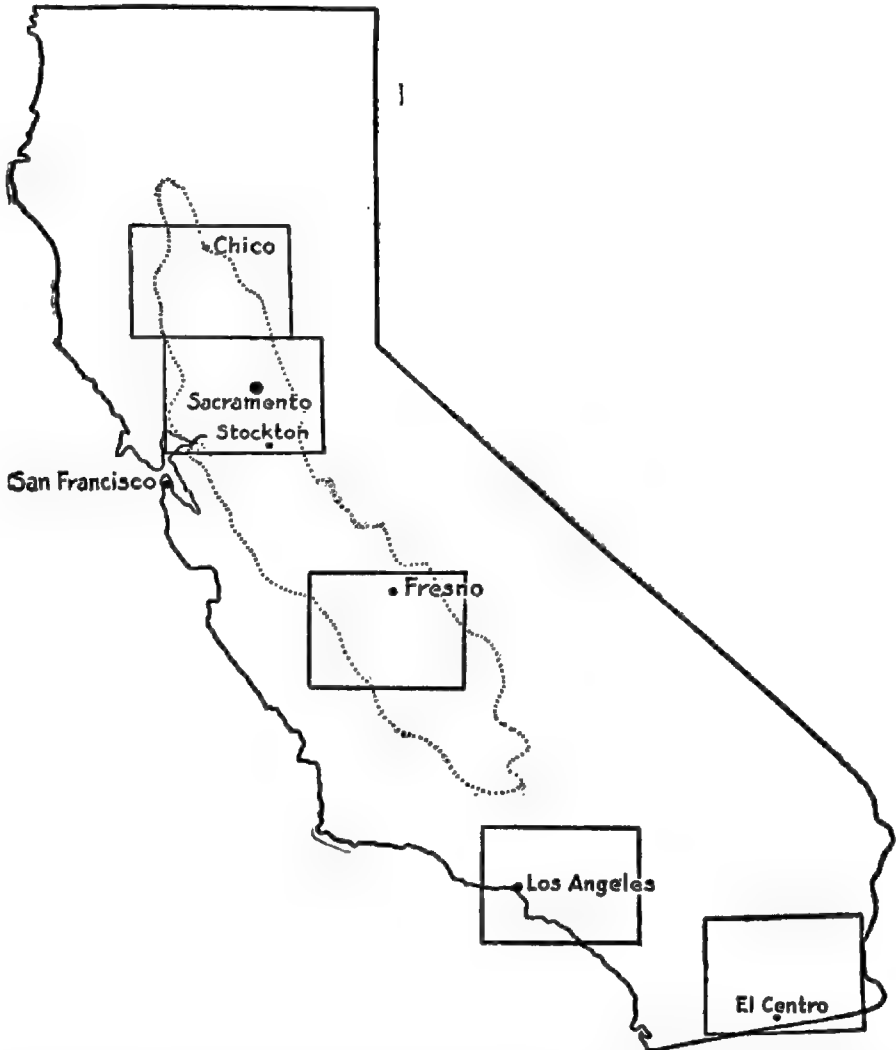 Chico
Sacramento
Stockton
San Francisco
Fresno
Los Angeles
El Centro